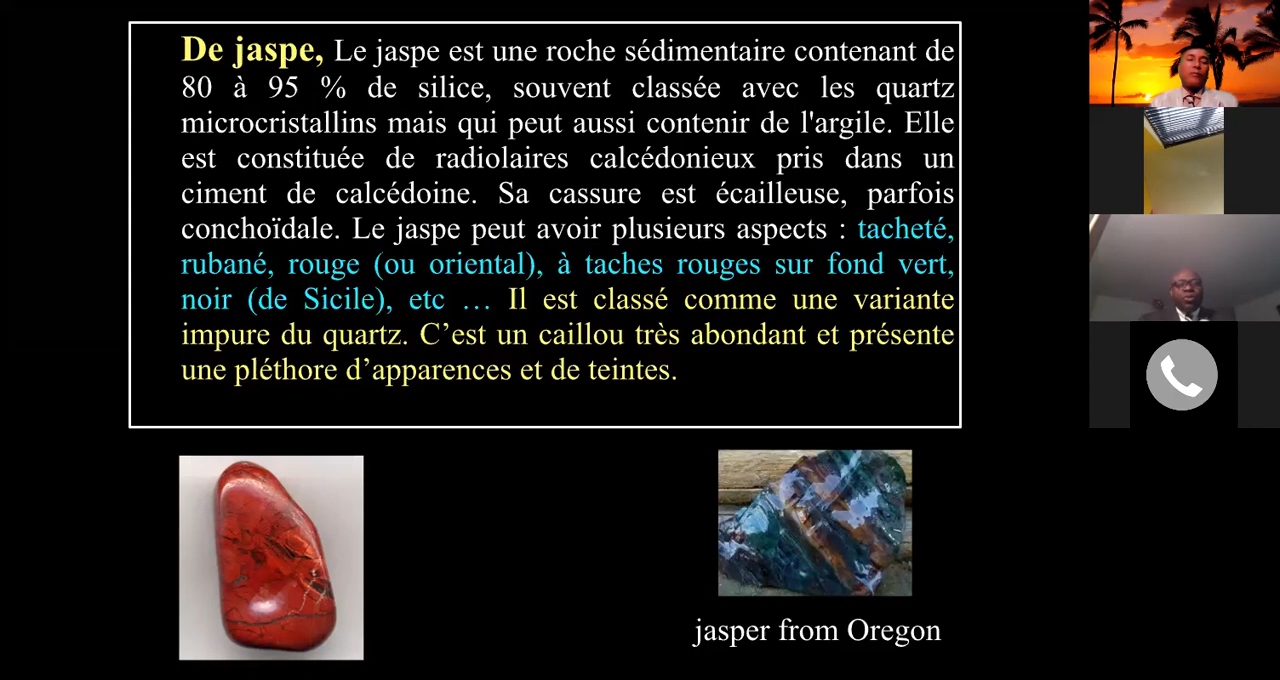 De jaspe, Le jaspe est une roche sédimentaire contenant de
80 à 95 % de silice, souvent classée avec les quartz
microcristallins mais qui peut aussi contenir de l'argile. Elle
est constituée de radiolaires calcédonieux pris dans un
ciment de calcédoine. Sa cassure est écailleuse, parfois
conchoïdale. Le jaspe peut avoir plusieurs aspects : tacheté,
rubané, rouge (ou oriental), à taches rouges sur fond vert,
noir (de Sicile), etc … Il est classé comme une variante
impure du quartz. C’est un caillou très abondant et présente
une pléthore d’apparences et de teintes.
jasper from Oregon